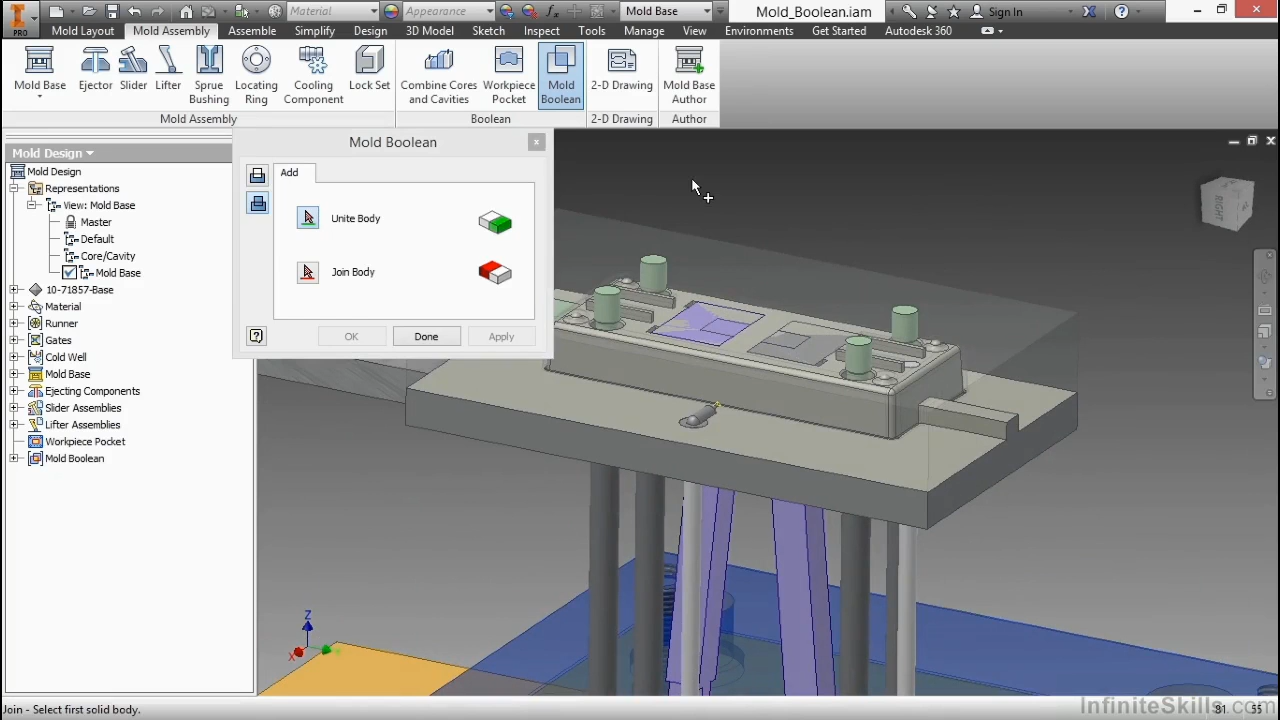 PRO
Material
Appearance
fx
Mold Base
Mold_Boolean.iam
Sign In
Mold Layout
Mold Assembly
Assemble
Simplify
Design
3D Model
Sketch
Inspect
Tools
Manage
View
Environments
Get Started
Autodesk 360
Mold Base
Ejector
Slider
Lifter
Sprue Bushing
Locating Ring
Cooling Component
Lock Set
Combine Cores and Cavities
Workpiece Pocket
Mold Boolean
2-D Drawing
Mold Base Author
Mold Assembly
Boolean
2-D Drawing
Author
Mold Design
Mold Design
Representations
View: Mold Base
Master
Default
Core/Cavity
Mold Base
10-71857-Base
Material
Runner
Gates
Cold Well
Mold Base
Ejecting Components
Slider Assemblies
Lifter Assemblies
Workpiece Pocket
Mold Boolean
Mold Boolean
Add
Unite Body
Join Body
OK
Done
Apply
RIGHT
Z
X
Join - Select first solid body.
InfiniteSkills.com